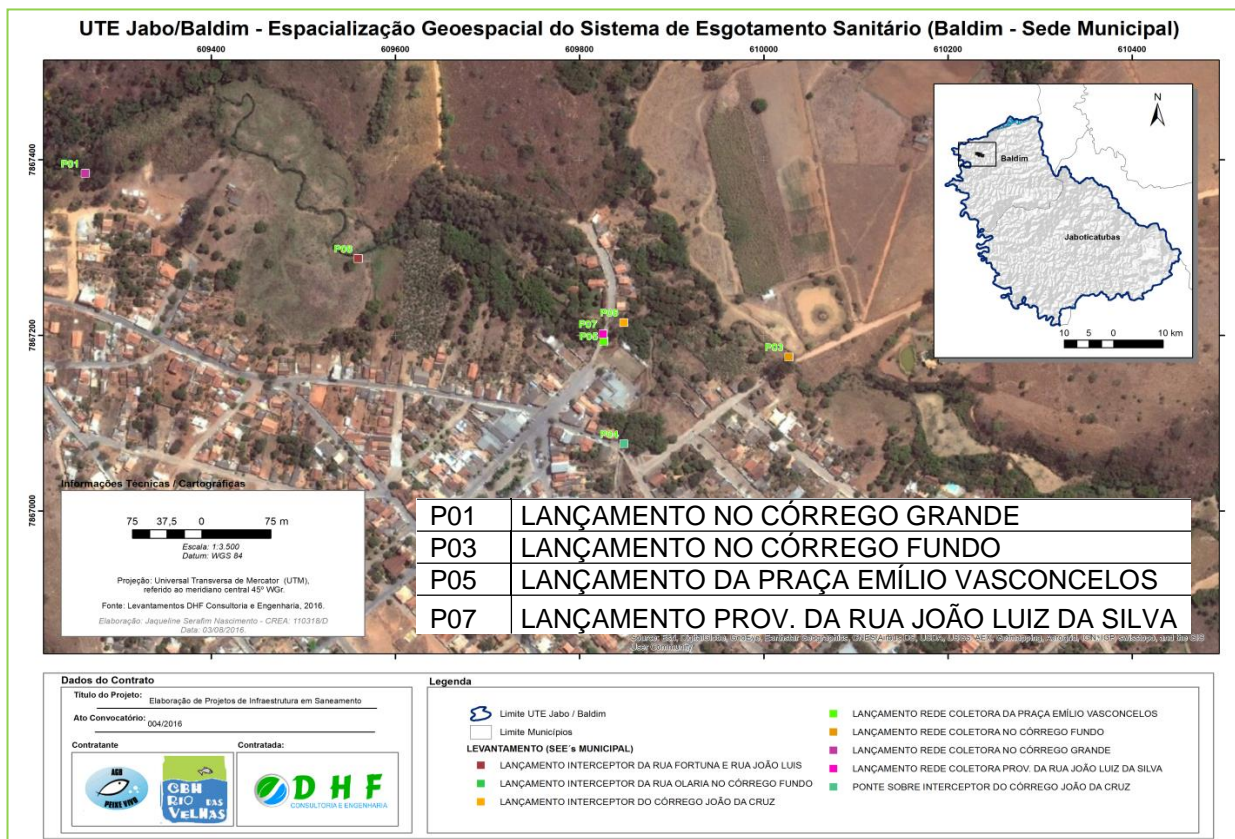 UTE Jabo/Baldim - Espacialização Geoespacial do Sistema de Esgotamento Sanitário (Baldim - Sede Municipal)
609400 609600 609800 610000 610200 610400
7867400
7867200
7867000
P01
P03
P07
P05
P03
P04
N
Baldim
Jaboticatubas
10 5 0 10 km
Informações Técnicas / Cartográficas
75 37,5 0 75 m
Escala: 1:3.500
Datum: WGS 84
Projeção: Universal Transversa de Mercator (UTM),
referido ao meridiano central 45º WGr.
Fonte: Levantamentos DHF Consultoria e Engenharia, 2016.
Elaboração: Jaqueline Serafim Nascimento - CREA: 110318/D
Data: 03/08/2016.
P01 LANÇAMENTO NO CÓRREGO GRANDE
P03 LANÇAMENTO NO CÓRREGO FUNDO
P05 LANÇAMENTO DA PRAÇA EMÍLIO VASCONCELOS
P07 LANÇAMENTO PROV. DA RUA JOÃO LUIZ DA SILVA
User Community
Dados do Contrato
Título do Projeto: Elaboração de Projetos de Infraestrutura em Saneamento
Ato Convocatório: 004/2016
Contratante
Contratada:
AGB
PEIXE VIVO
CBH
RIO DAS
VELHAS
DHF
CONSULTORIA E ENGENHARIA
Legenda
Limite UTE Jabo / Baldim
Limite Municípios
LEVANTAMENTO (SEE´s MUNICIPAL)
LANÇAMENTO INTERCEPTOR DA RUA FORTUNA E RUA JOÃO LUIS
LANÇAMENTO INTERCEPTOR DA RUA OLARIA NO CÓRREGO FUNDO
LANÇAMENTO INTERCEPTOR DO CÓRREGO JOÃO DA CRUZ
LANÇAMENTO REDE COLETORA DA PRAÇA EMÍLIO VASCONCELOS
LANÇAMENTO REDE COLETORA NO CÓRREGO FUNDO
LANÇAMENTO REDE COLETORA NO CÓRREGO GRANDE
LANÇAMENTO REDE COLETORA PROV. DA RUA JOÃO LUIZ DA SILVA
PONTE SOBRE INTERCEPTOR DO CÓRREGO JOÃO DA CRUZ